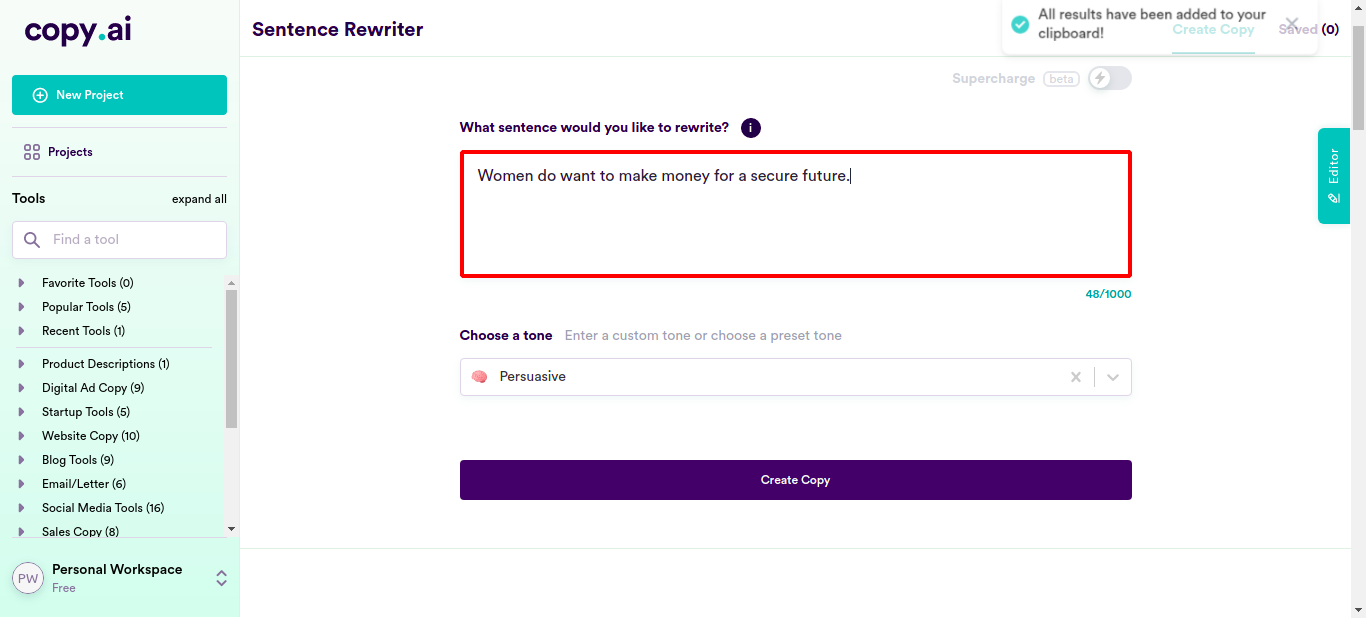 copy.ai
New Project
Projects
Tools
expand all
Find a tool
Favorite Tools (0)
Popular Tools (5)
Recent Tools (1)
Product Descriptions (1)
Digital Ad Copy (9)
Startup Tools (5)
Website Copy (10)
Blog Tools (9)
Email/Letter (6)
Social Media Tools (16)
Sales Copy (8)
PW
Personal Workspace
Free
Sentence Rewriter
All results have been added to your
clipboard!
Create Copy
Saved (0)
Supercharge beta
What sentence would you like to rewrite? i
Women do want to make money for a secure future.
48/1000
Choose a tone Enter a custom tone or choose a preset tone
Persuasive
Create Copy
Editor